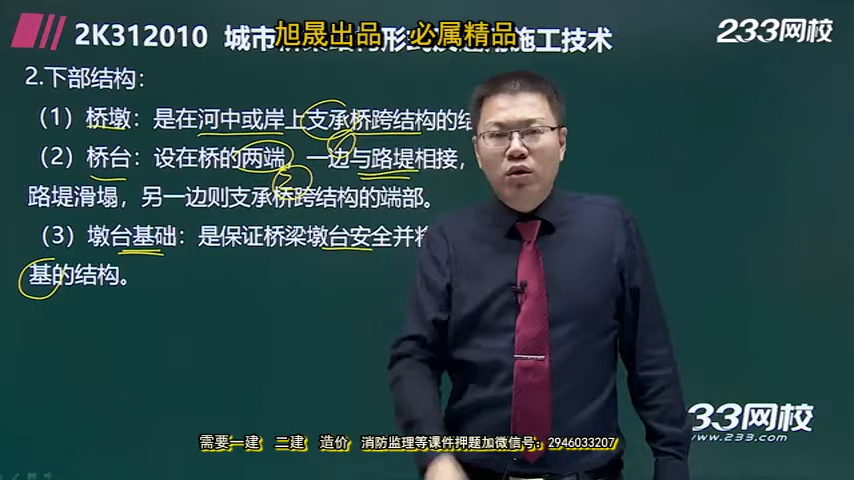 2K312010 城市
旭晟出品 必属精品
施工技术
233网校
2.下部结构：
（1）桥墩：是在河中或岸上支承桥跨结构的结
（2）桥台：设在桥的两端，一边与路堤相接，
路堤滑塌，另一边则支承桥跨结构的端部。
（3）墩台基础：是保证桥梁墩台安全并将
基的结构。
33网校
www.233.com
需要一建 二建 造价 消防监理等课件押题加微信号：2946033207